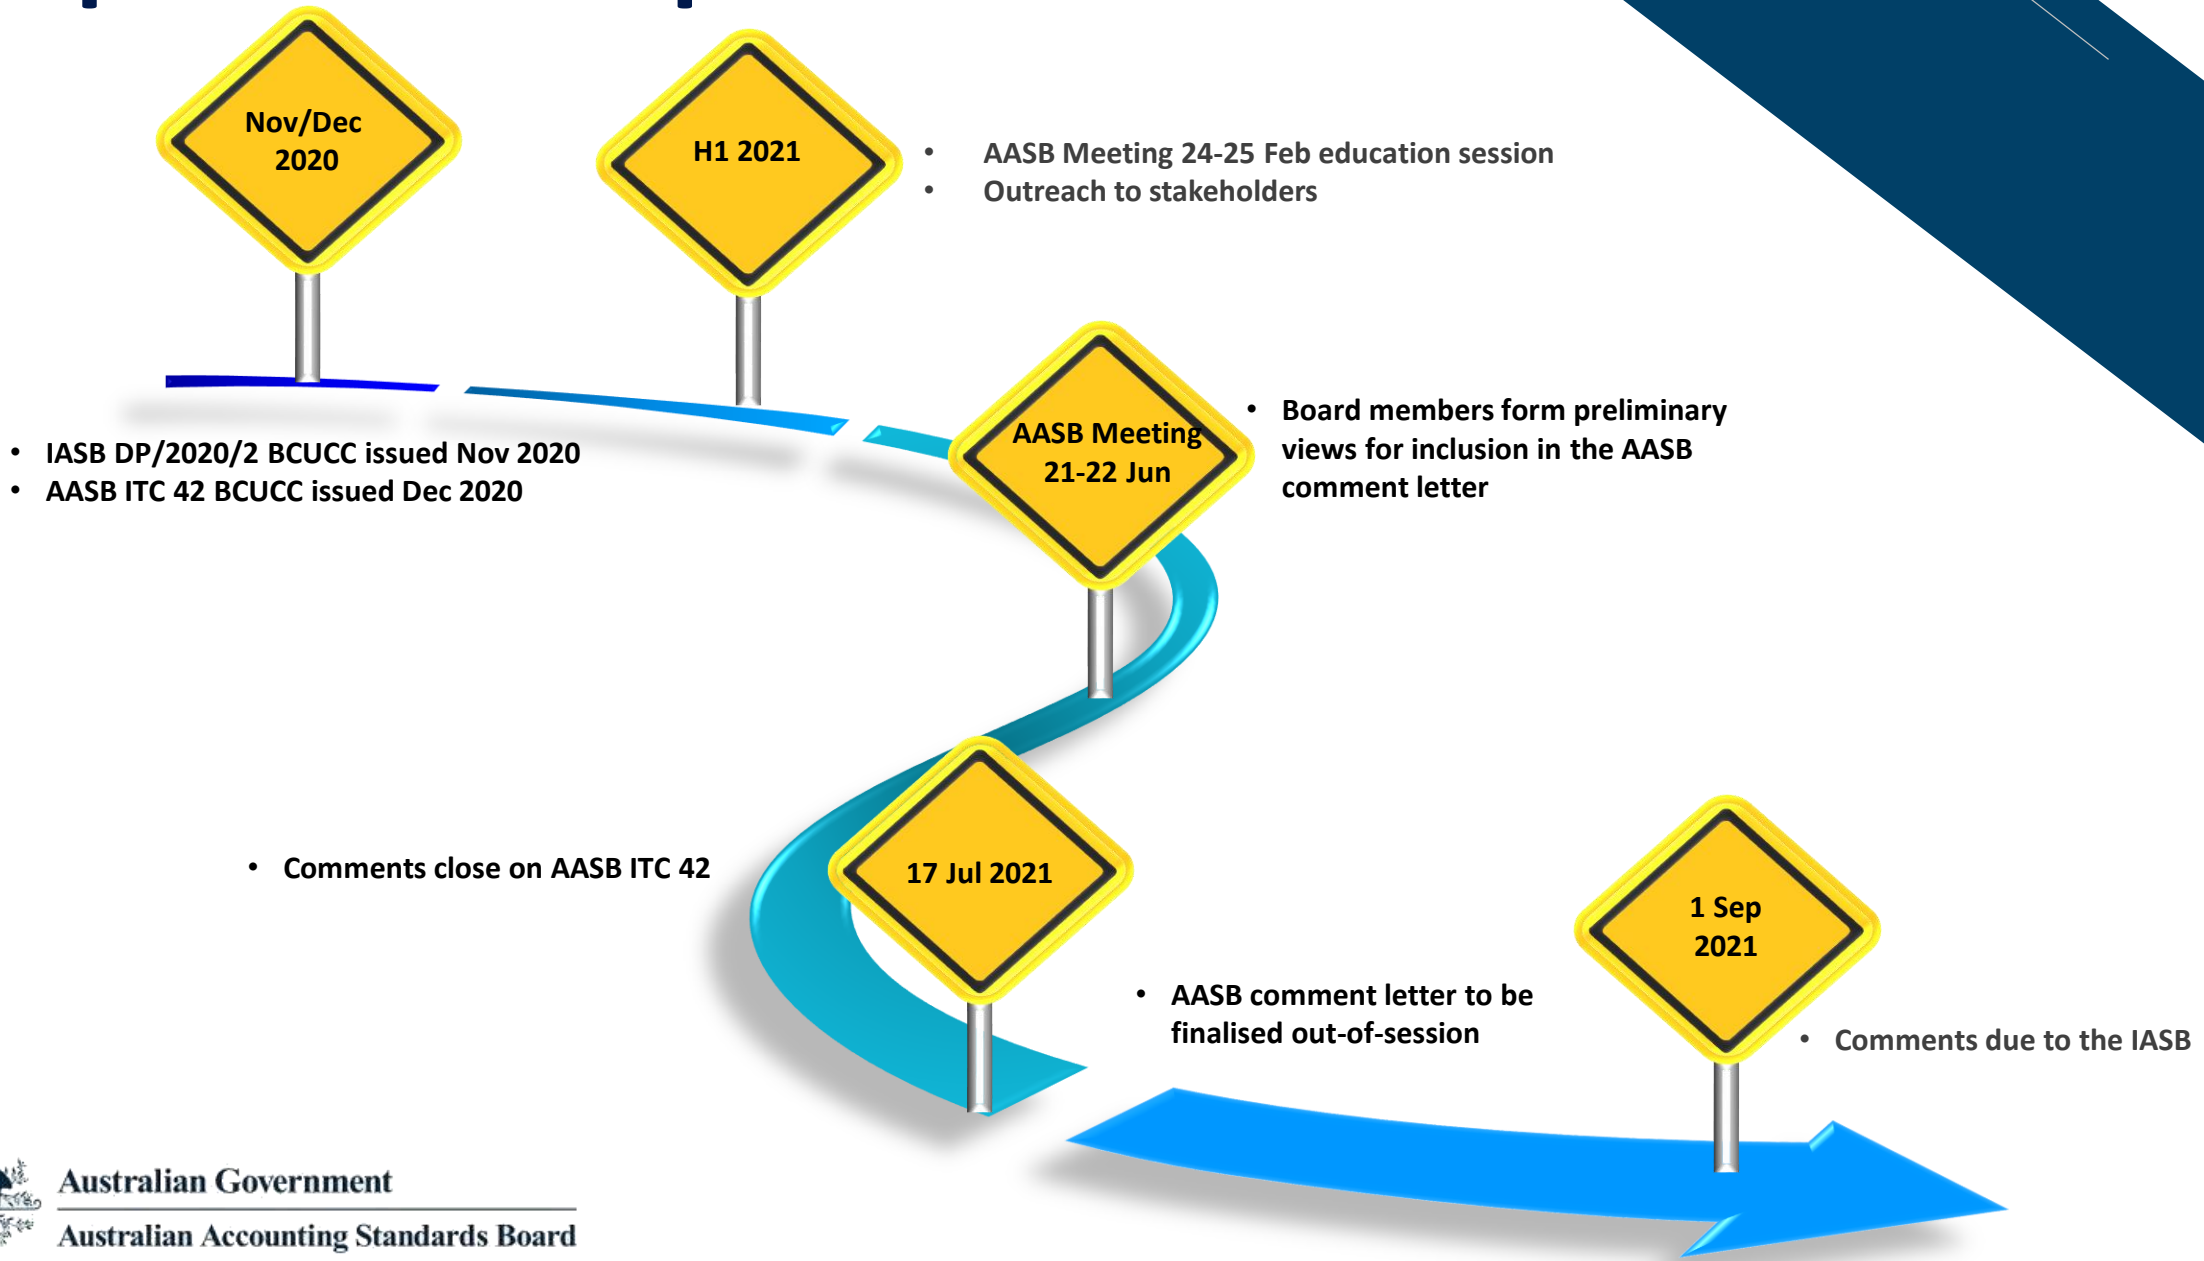 Nov/Dec
2020
H1 2021
• AASB Meeting 24-25 Feb education session
• Outreach to stakeholders
• IASB DP/2020/2 BCUCC issued Nov 2020
• AASB ITC 42 BCUCC issued Dec 2020
AASB Meeting
21-22 Jun
• Board members form preliminary
views for inclusion in the AASB
comment letter
• Comments close on AASB ITC 42
17 Jul 2021
• AASB comment letter to be
finalised out-of-session
1 Sep
2021
• Comments due to the IASB
Australian Government
Australian Accounting Standards Board